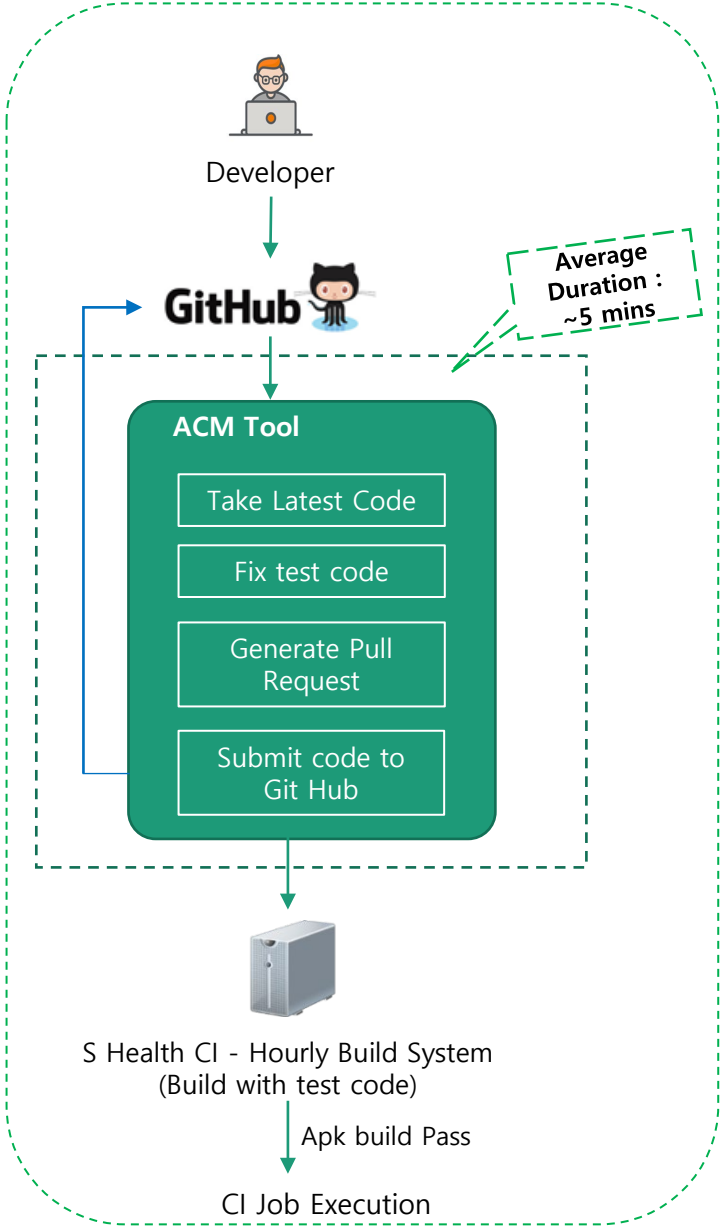 Developer
GitHub
Average
Duration :
~5 mins
ACM Tool
Take Latest Code
Fix test code
Generate Pull
Request
Submit code to
Git Hub
S Health CI - Hourly Build System
(Build with test code)
Apk build Pass
CI Job Execution